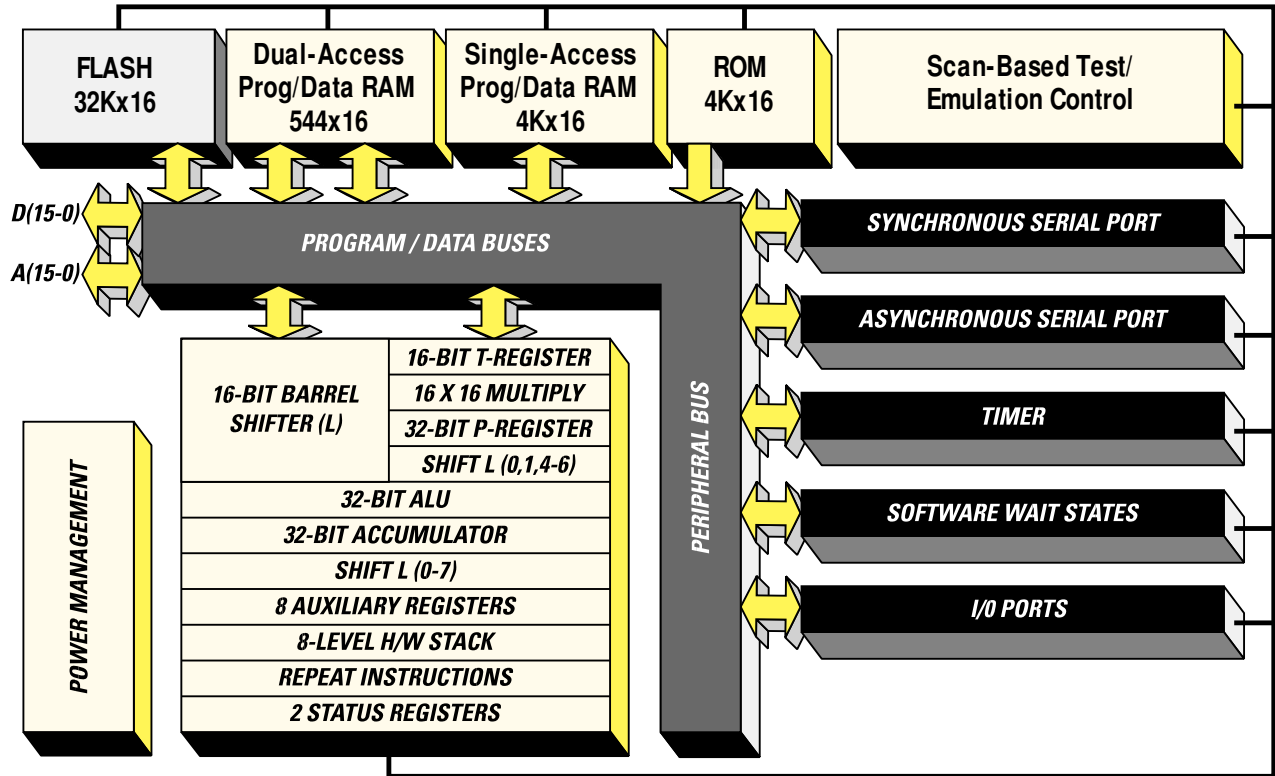 FLASH
32Kx16
Dual-Access
Prog/Data RAM
544x16
Single-Access
Prog/Data RAM
4Kx16
ROM
4Kx16
Scan-Based Test/
Emulation Control
D(15-0)
A(15-0)
PROGRAM / DATA BUSES
SYNCHRONOUS SERIAL PORT
ASYNCHRONOUS SERIAL PORT
TIMER
SOFTWARE WAIT STATES
I/0 PORTS
PERIPHERAL BUS
16-BIT BARREL
SHIFTER (L)
16-BIT T-REGISTER
16 X 16 MULTIPLY
32-BIT P-REGISTER
SHIFT L (0,1,4-6)
32-BIT ALU
32-BIT ACCUMULATOR
SHIFT L (0-7)
8 AUXILIARY REGISTERS
8-LEVEL H/W STACK
REPEAT INSTRUCTIONS
2 STATUS REGISTERS
POWER MANAGEMENT